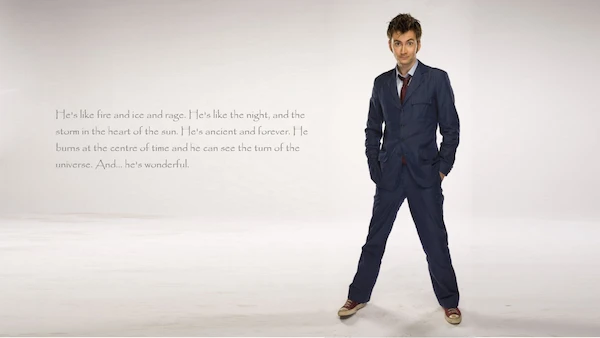 He's like fire and ice and rage. He's like the night, and the
storm in the heart of the sun. He's ancient and forever. He
burns at the centre of time and he can see the turn of the
universe. And... he's wonderful.